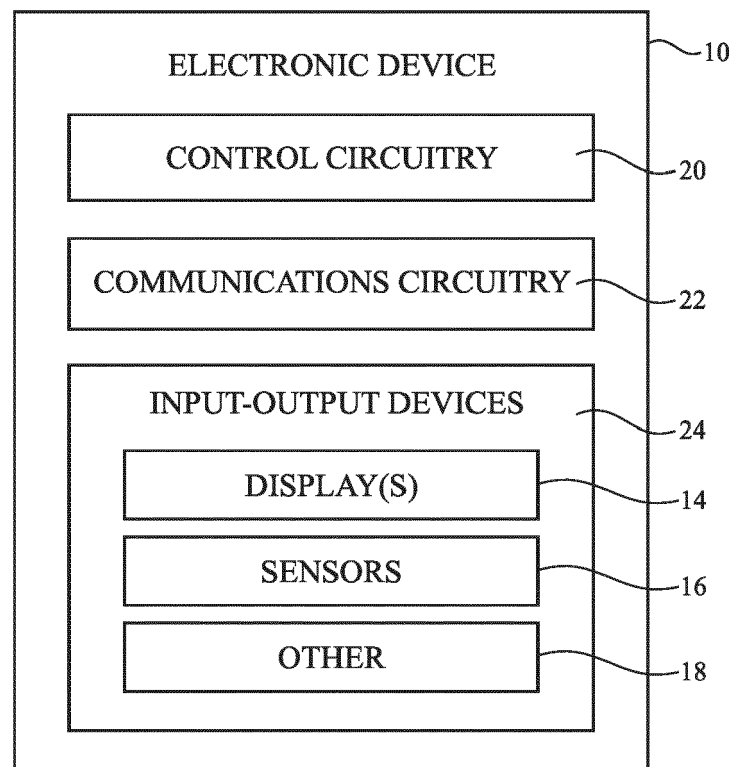 ELECTRONIC DEVICE
10
CONTROL CIRCUITRY
20
COMMUNICATIONS CIRCUITRY
22
INPUT-OUTPUT DEVICES
24
DISPLAY(S)
14
SENSORS
16
OTHER
18